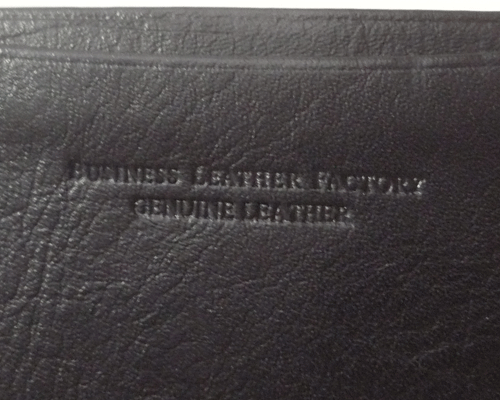 BUSINESS LEATHER FACTORY
GENUINE LEATHER